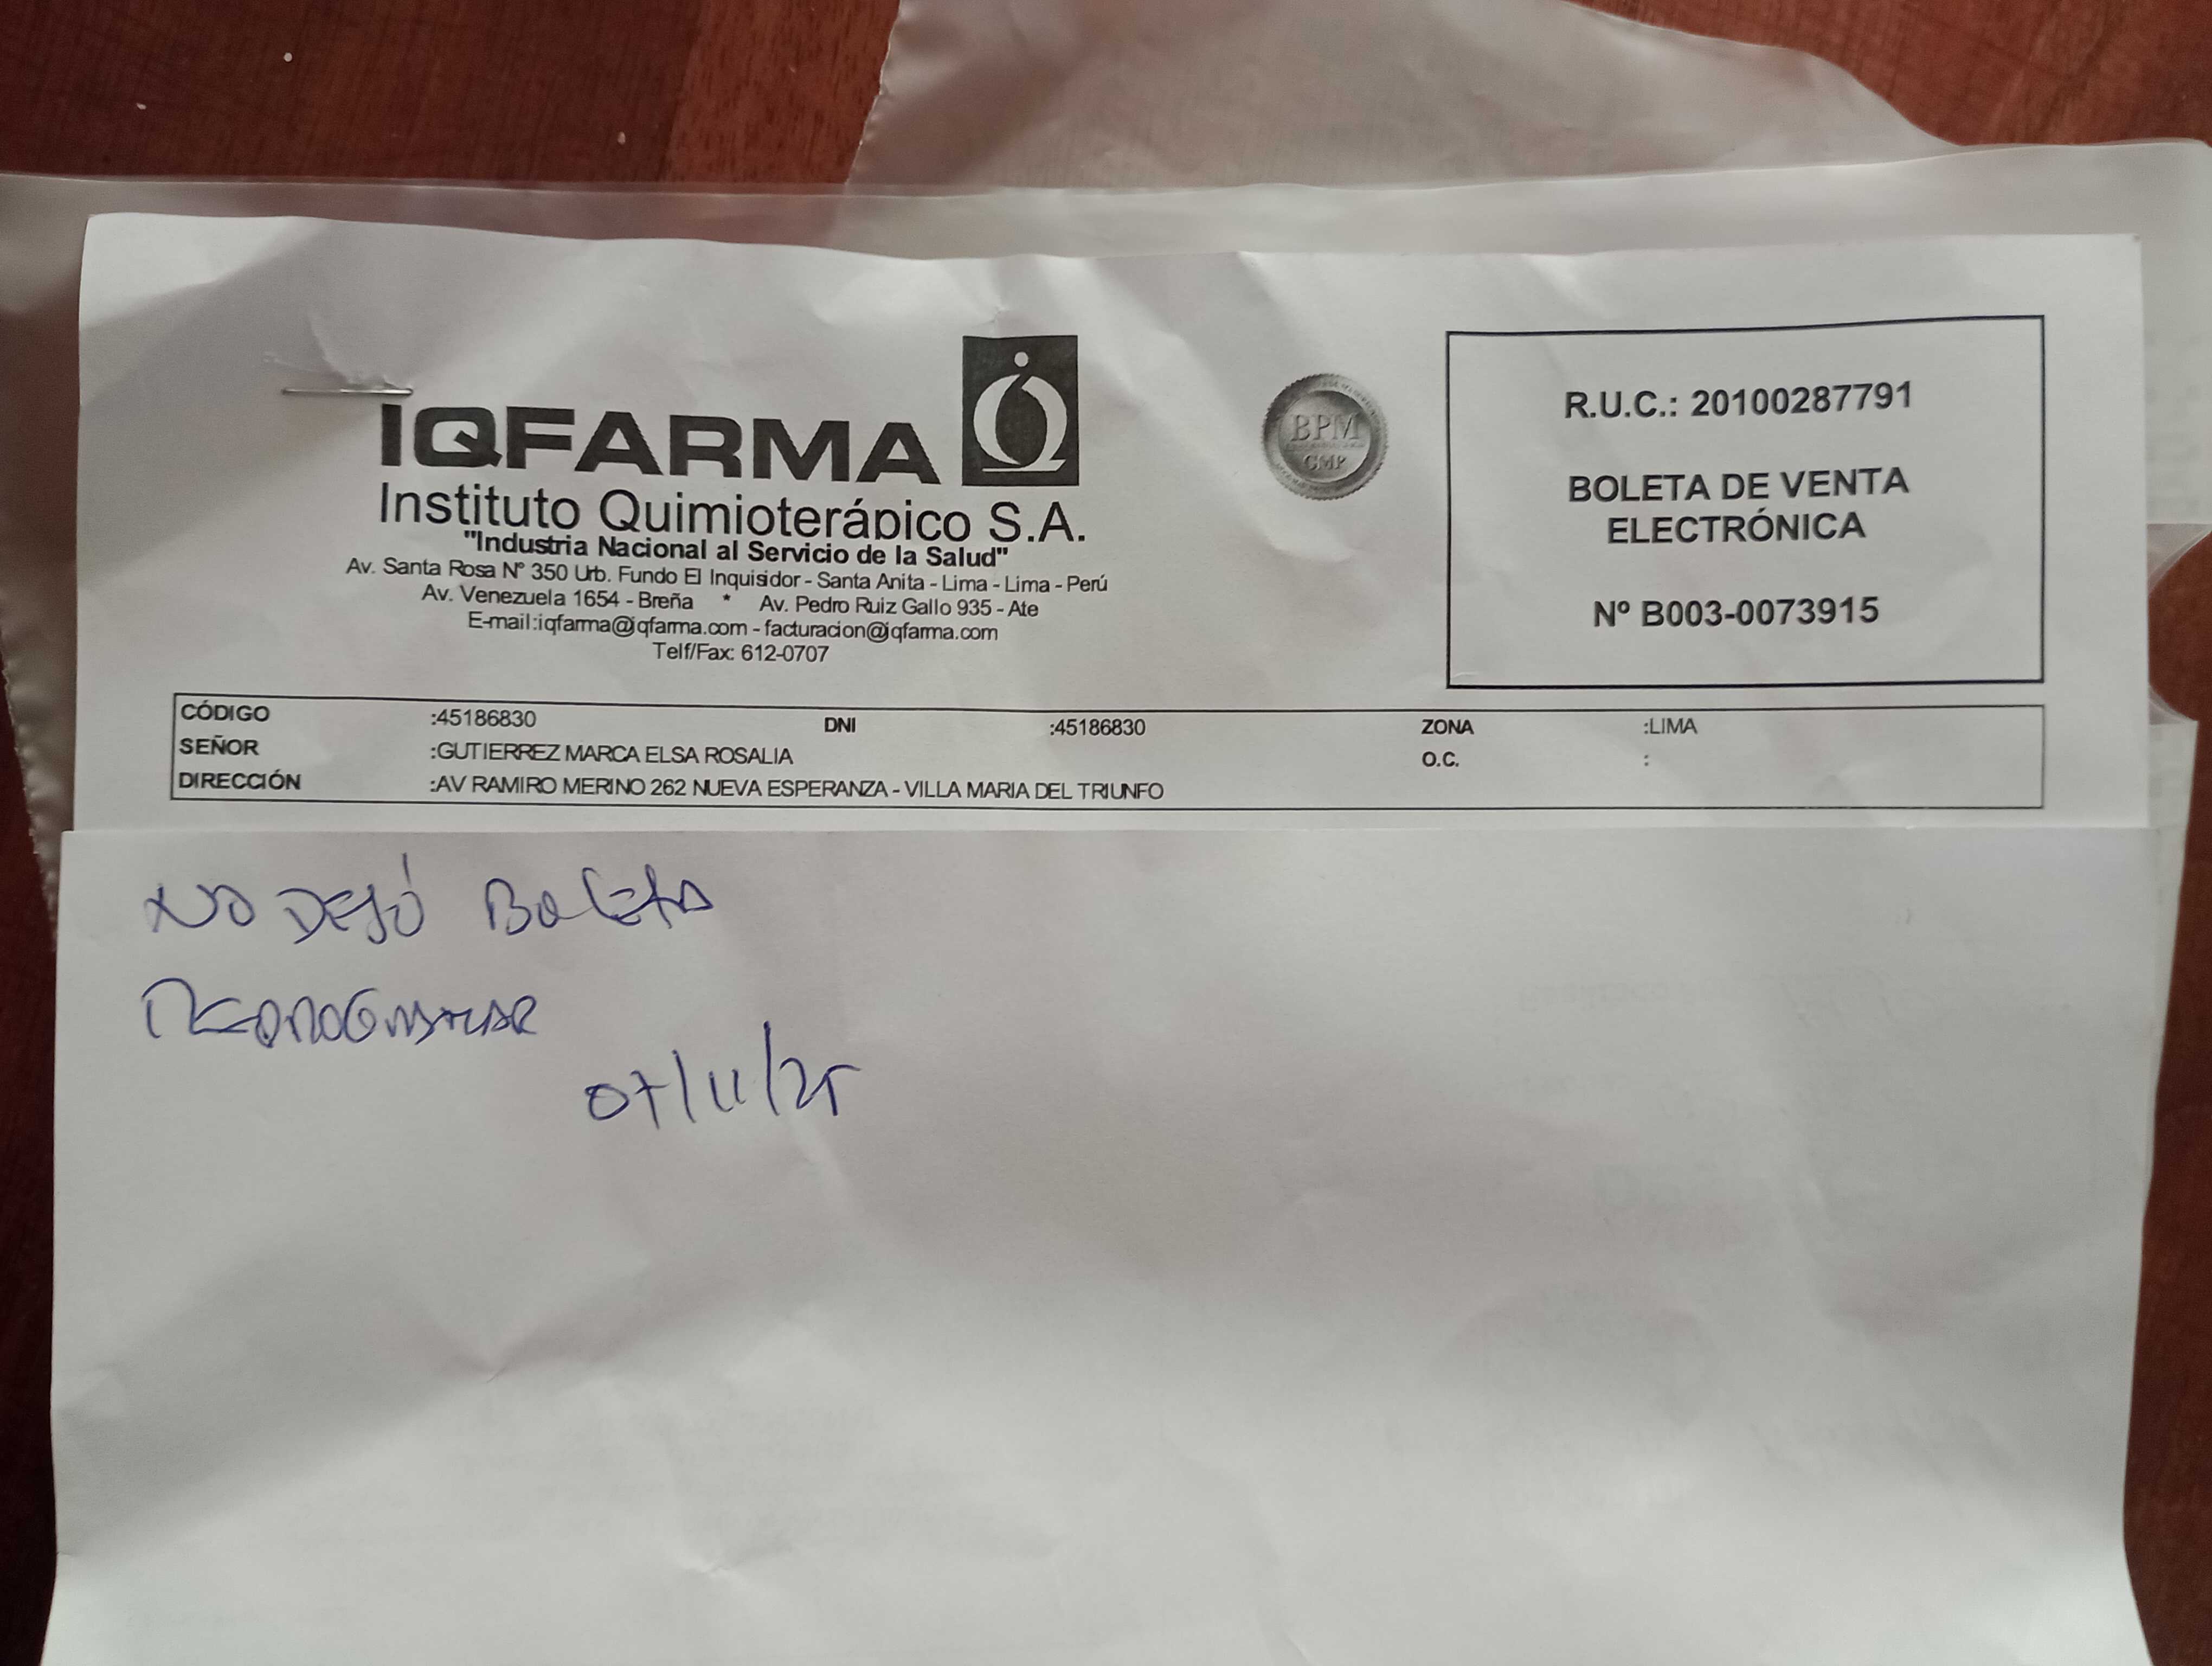 IQFARMA
Instituto Quimioterápico S.A.
"Industria Nacional al Servicio de la Salud"
Av. Santa Rosa Nº 350 Urb. Fundo El Inquisidor - Santa Anita - Lima - Lima - Perú
Av. Venezuela 1654 - Breña * Av. Pedro Ruiz Gallo 935 - Ate
E-mail:iqfarma@iqfarma.com - facturacion@iqfarma.com
Telf/Fax: 612-0707
BPM
GMP
R.U.C.: 20100287791
BOLETA DE VENTA
ELECTRÓNICA
Nº B003-0073915
CÓDIGO :45186830 DNI :45186830 ZONA :LIMA
SEÑOR :GUTIERREZ MARCA ELSA ROSALIA O.C. :
DIRECCIÓN :AV RAMIRO MERINO 262 NUEVA ESPERANZA - VILLA MARIA DEL TRIUNFO
NO DEJÓ BOLETA
07/11/25